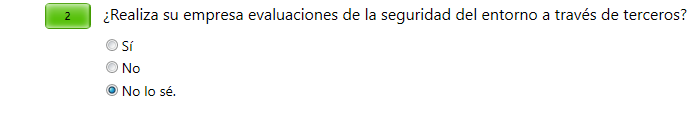 2 ¿Realiza su empresa evaluaciones de la seguridad del entorno a través de terceros?
Sí
No
No lo sé.